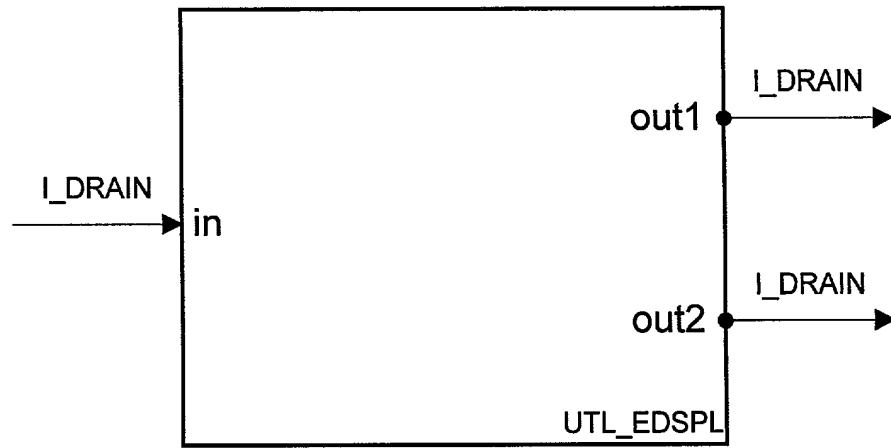 I_DRAIN
out1
I_DRAIN
in
I_DRAIN
out2
UTL_EDSPL